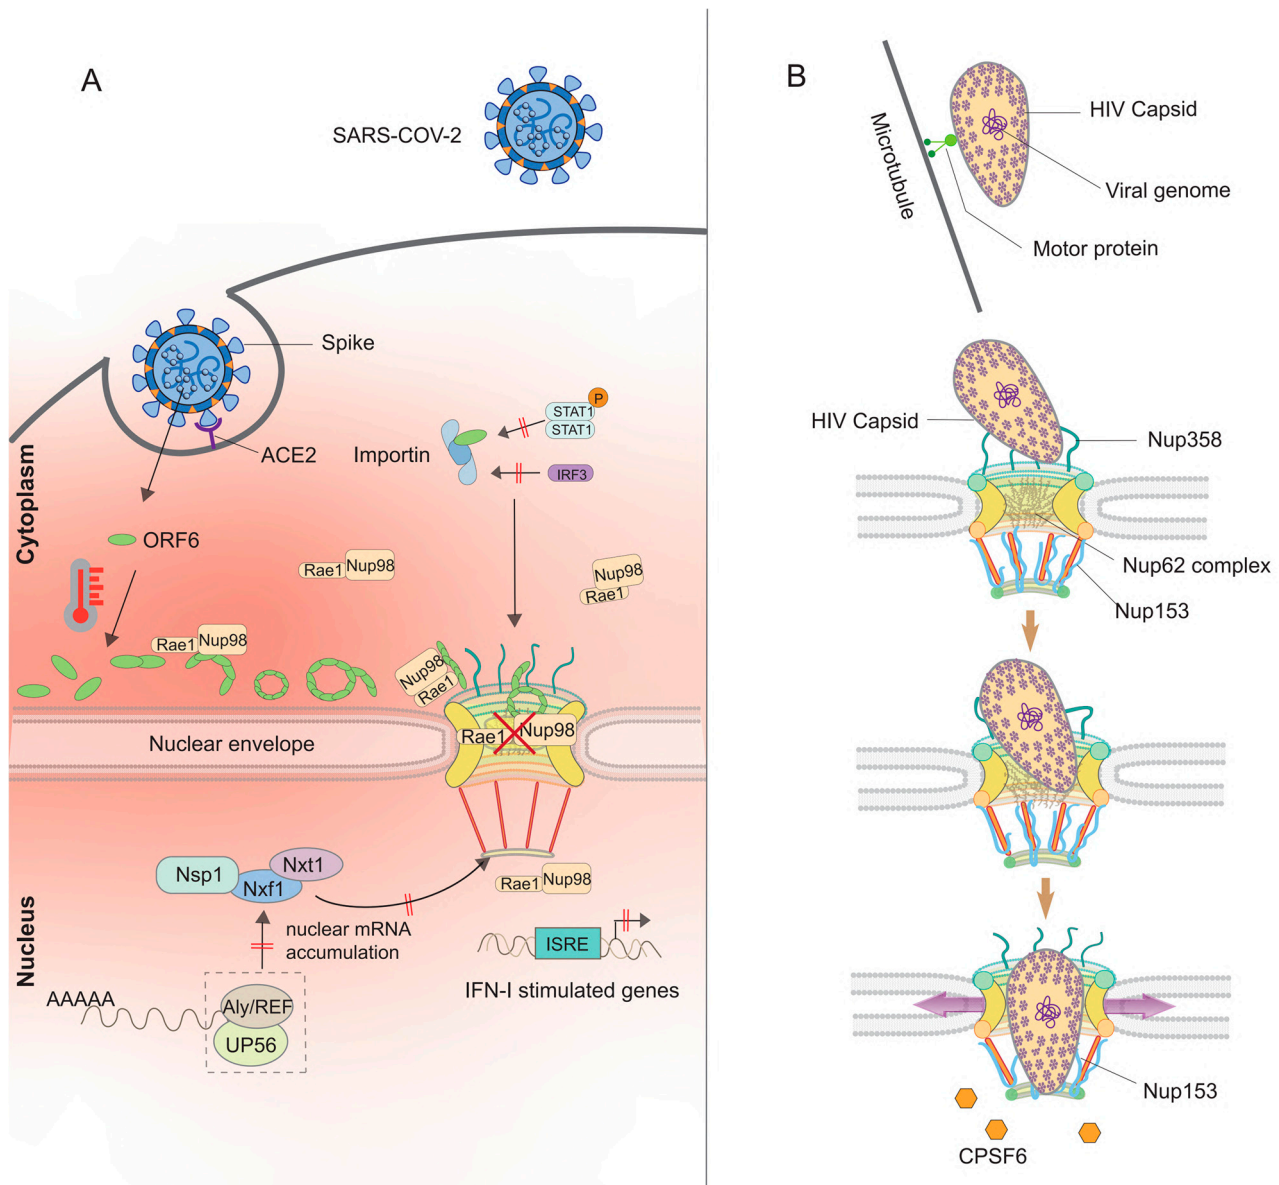 A
SARS-COV-2
Spike
ACE2
Cytoplasm
P
STAT1
STAT1
Importin
IRF3
ORF6
Rae1
Nup98
Nup98
Rae1
Rae1
Nup98
Nup98
Rae1
Nuclear envelope
Rae1
Nup98
Nsp1
Nxf1
Nxt1
Rae1
Nup98
Nucleus
nuclear mRNA
accumulation
ISRE
IFN-I stimulated genes
AAAAA
Aly/REF
UP56
B
Microtubule
HIV Capsid
Viral genome
Motor protein
HIV Capsid
Nup358
Nup62 complex
Nup153
Nup153
CPSF6